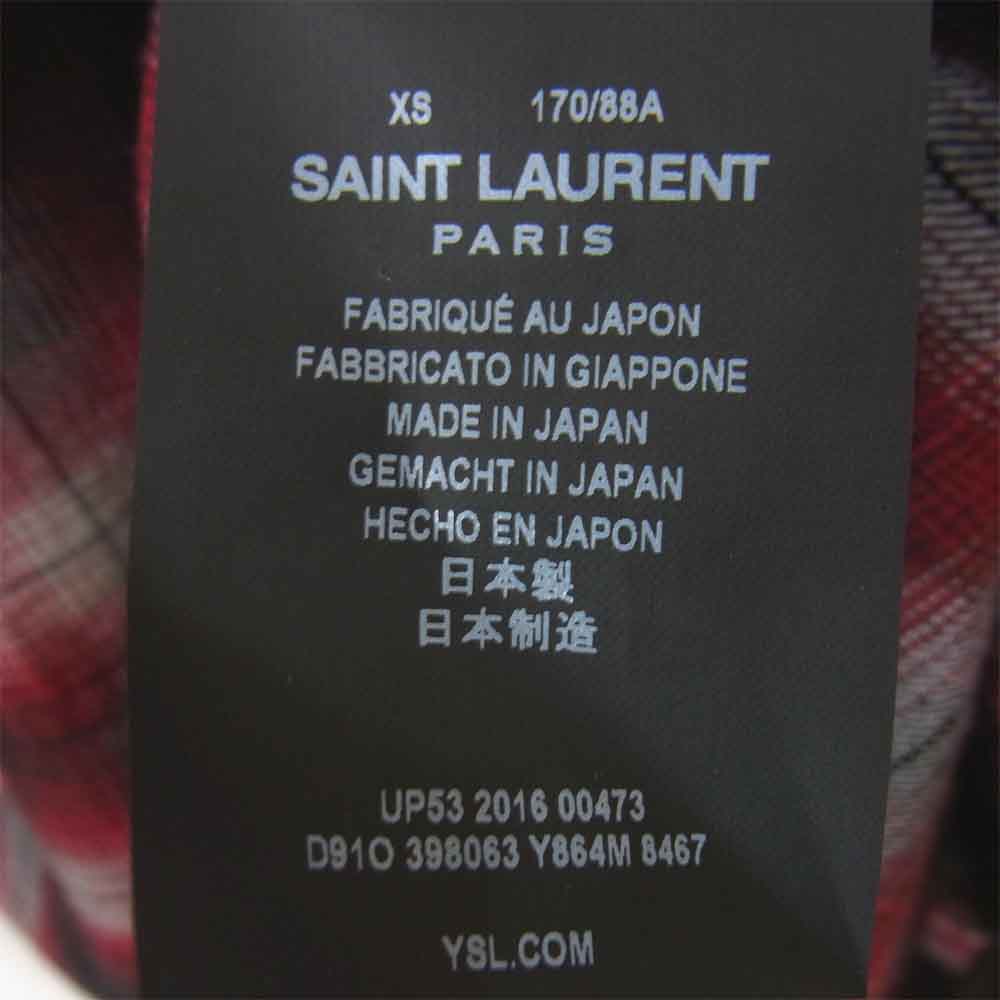 XS 170/88A
SAINT LAURENT
PARIS
FABRIQUÉ AU JAPON
FABBRICATO IN GIAPPONE
MADE IN JAPAN
GEMACHT IN JAPAN
HECHO EN JAPON
日本製
日本制造
UP53 2016 00473
D91O 398063 Y864M 8467
YSL.COM